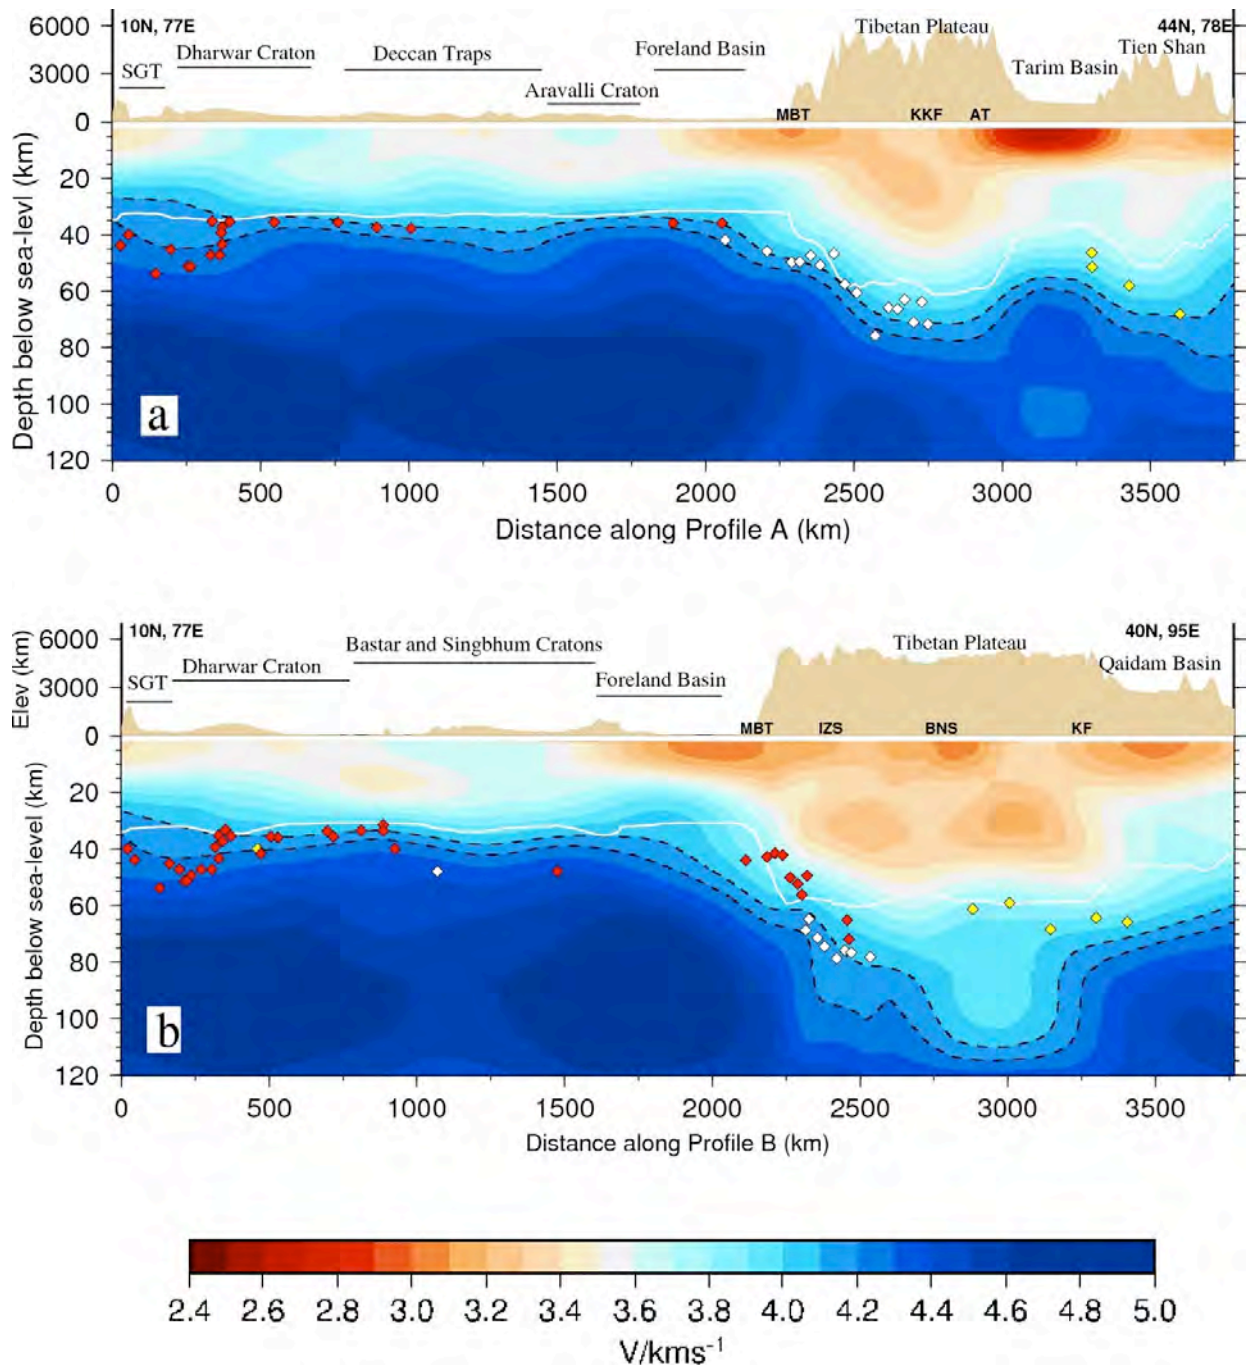 6000
10N, 77E
Dharwar Craton
SGT
Deccan Traps
Foreland Basin
Aravalli Craton
Tibetan Plateau
44N, 78E
Tien Shan
Tarim Basin
3000
0
MBT
KKF
AT
Depth below sea-levl (km)
20
40
60
80
100
120
a
0
500
1000
1500
2000
2500
3000
3500
Distance along Profile A (km)
Elev (km)
6000
3000
0
10N, 77E
SGT
Dharwar Craton
Bastar and Singbhum Cratons
Foreland Basin
Tibetan Plateau
40N, 95E
Qaidam Basin
MBT
IZS
BNS
KF
Depth below sea-level (km)
20
40
60
80
100
120
b
0
500
1000
1500
2000
2500
3000
3500
Distance along Profile B (km)
2.4 2.6 2.8 3.0 3.2 3.4 3.6 3.8 4.0 4.2 4.4 4.6 4.8 5.0
V/kms⁻¹